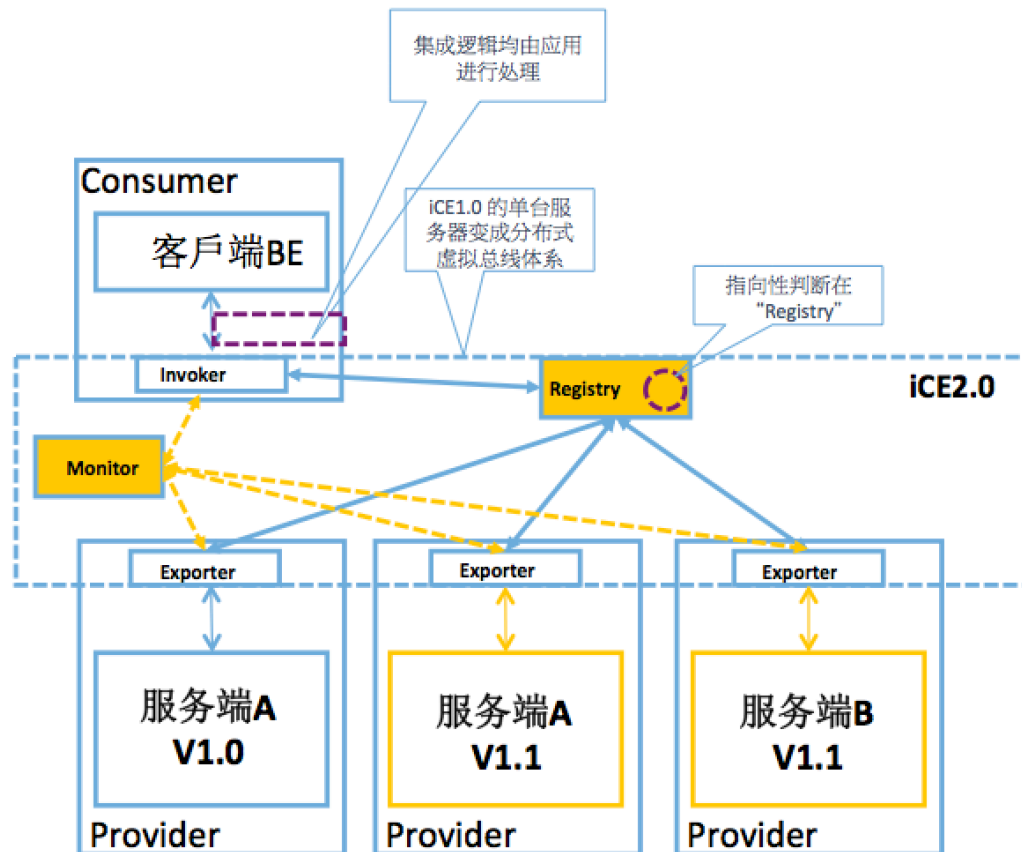 集成逻辑均由应用
进行处理
Consumer
客戶端BE
iCE1.0 的单台服
务器变成分布式
虚拟总线体系
指向性判断在
“Registry”
Invoker
Registry
iCE2.0
Monitor
Exporter
Exporter
Exporter
服务端A
V1.0
服务端A
V1.1
服务端B
V1.1
Provider
Provider
Provider